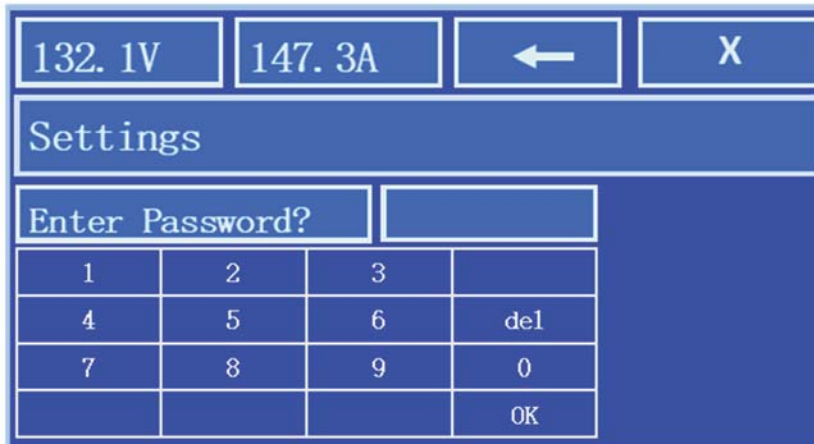 132.1V 147.3A ← X
Settings
Enter Password?
1 2 3
4 5 6 del
7 8 9 0
OK